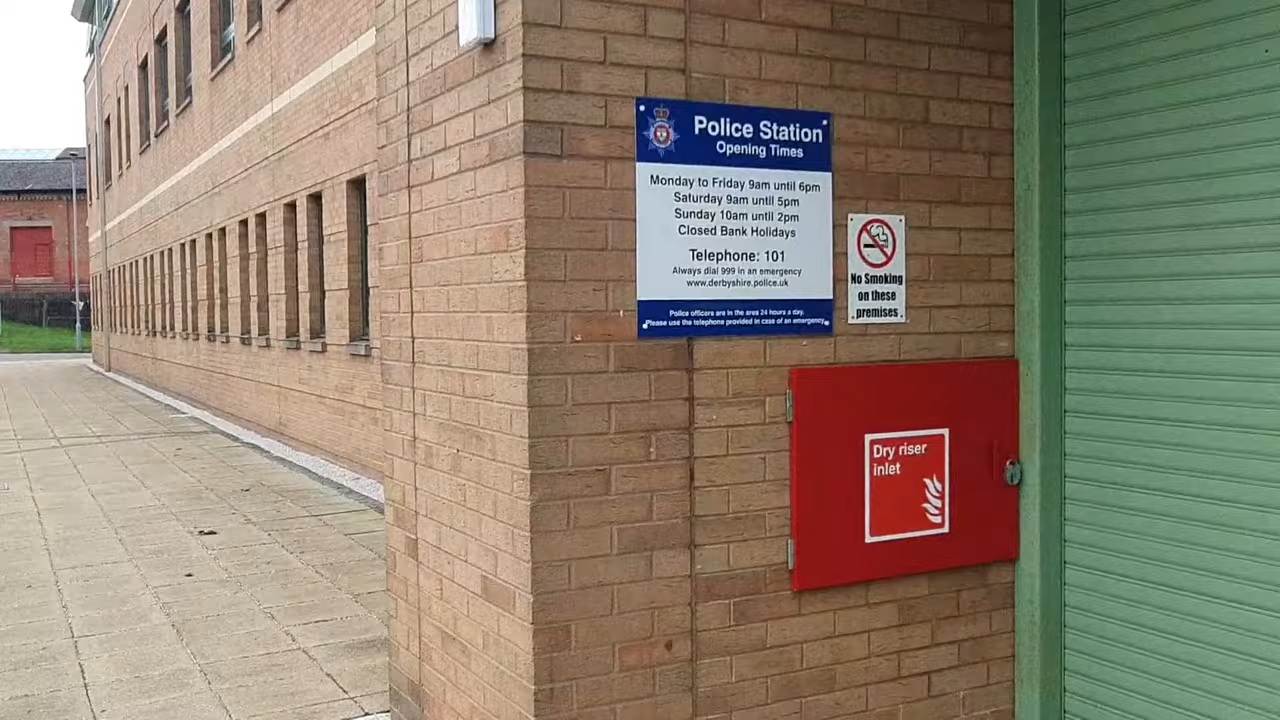 Police Station
Opening Times
Monday to Friday 9am until 6pm
Saturday 9am until 5pm
Sunday 10am until 2pm
Closed Bank Holidays
Telephone: 101
Always dial 999 in an emergency
www.derbyshire.police.uk
Police officers are in the area 24 hours a day.
Please use the telephone provided in case of an emergency.
No Smoking
on these
premises
Dry riser
inlet